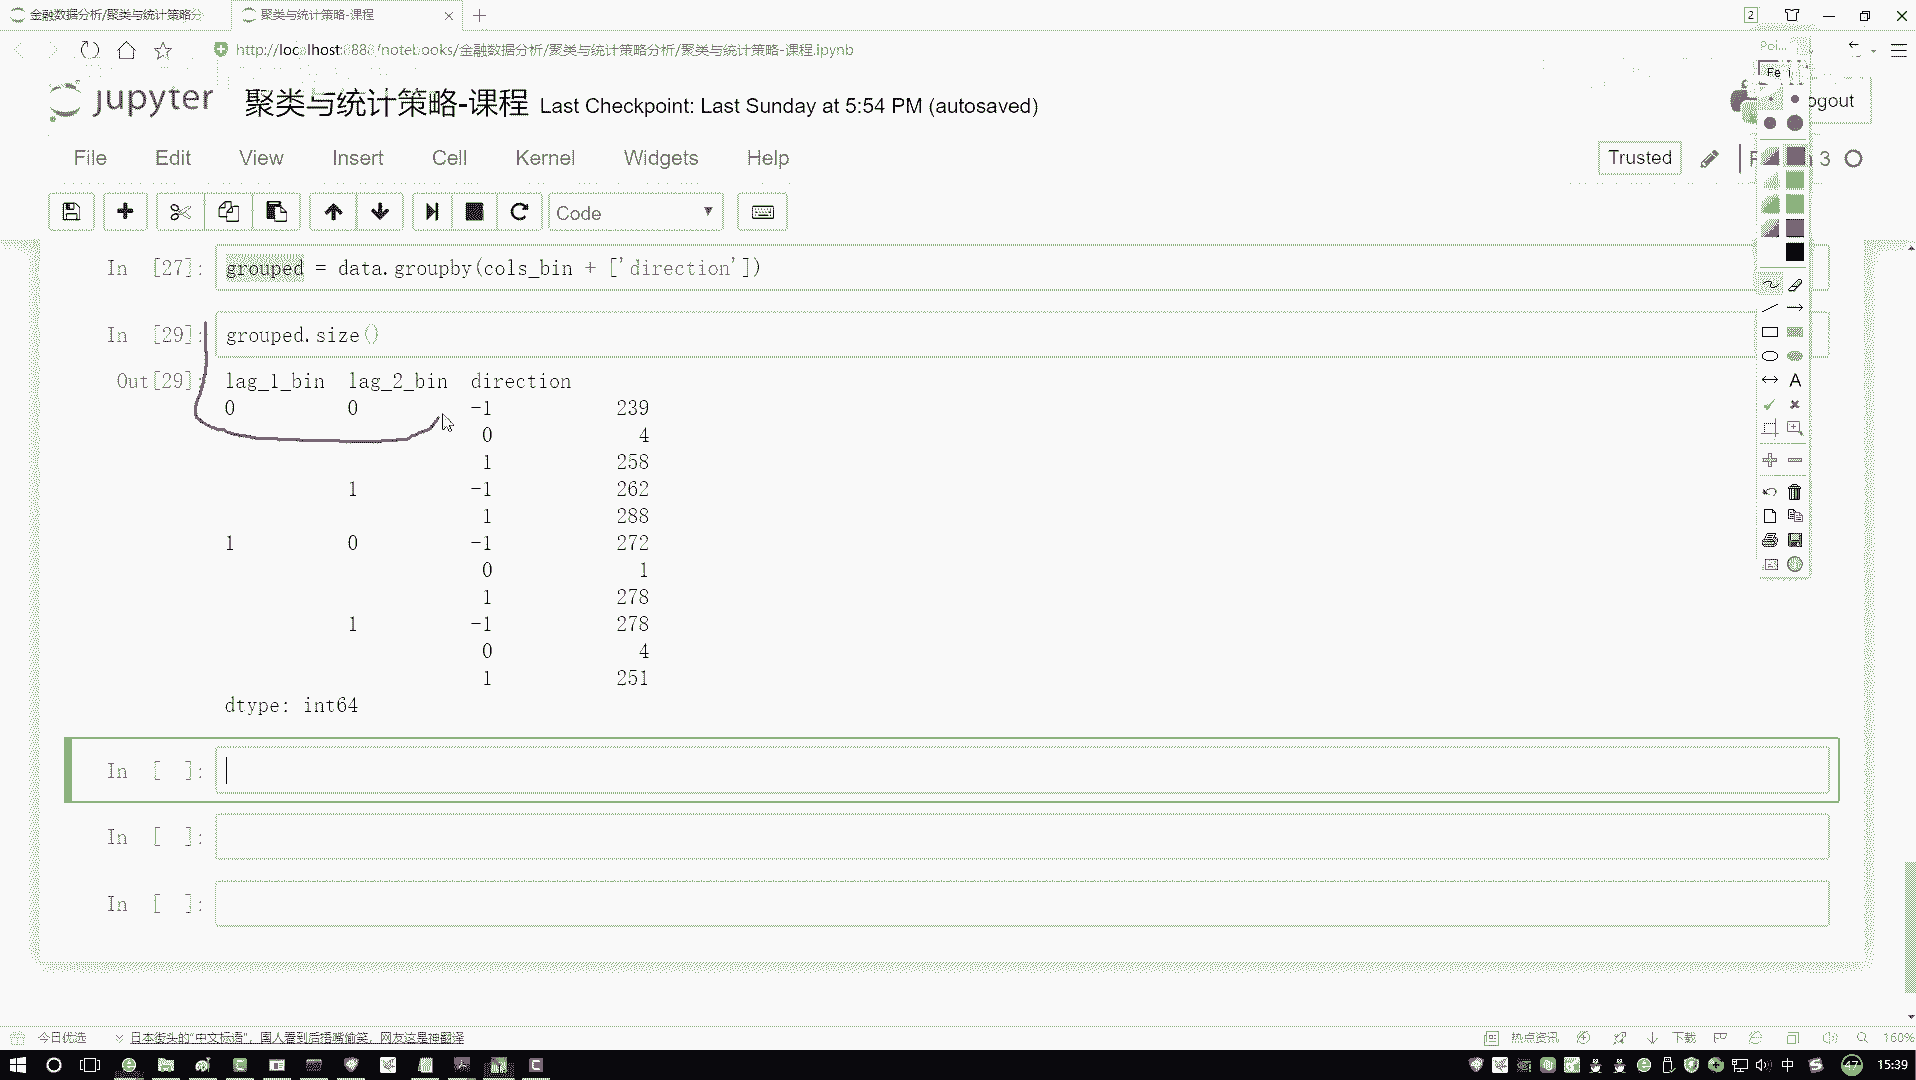 金融数据分析/聚类与统计策略分
聚类与统计策略-课程
2
http://localhost:8888/notebooks/金融数据分析/聚类与统计策略分析/聚类与统计策略-课程.ipynb
Poi...
jupyter 聚类与统计策略-课程 Last Checkpoint: Last Sunday at 5:54 PM (autosaved)
ogout
File Edit View Insert Cell Kernel Widgets Help
Trusted
3
Code
In [27]: grouped = data.groupby(cols_bin + ['direction'])
In [29]: grouped.size()
Out[29]: lag_1_bin lag_2_bin direction
0 0 -1 239
0 4
1 258
1 -1 262
1 288
1 0 -1 272
0 1
1 278
1 -1 278
0 4
1 251
dtype: int64
In [ ]:
In [ ]:
In [ ]:
今日优选 日本街头的“中文标语”，国人看到后捂嘴偷笑，网友这是神翻译
热点资讯 下载 160%
中 47 15:39